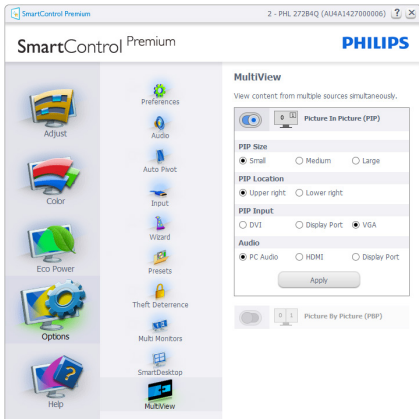 SmartControl Premium
2 - PHL 272B4Q (AU4A1427000006)
? X
SmartControl Premium
PHILIPS
Adjust
Color
Eco Power
Options
Help
Preferences
Audio
Auto Pivot
Input
Wizard
Presets
Theft Deterrence
Multi Monitors
SmartDesktop
MultiView
MultiView
View content from multiple sources simultaneously.
Picture In Picture (PIP)
PIP Size
Small Medium Large
PIP Location
Upper right Lower right
PIP Input
DVI Display Port VGA
Audio
PC Audio HDMI Display Port
Apply
0 1 Picture By Picture (PBP)